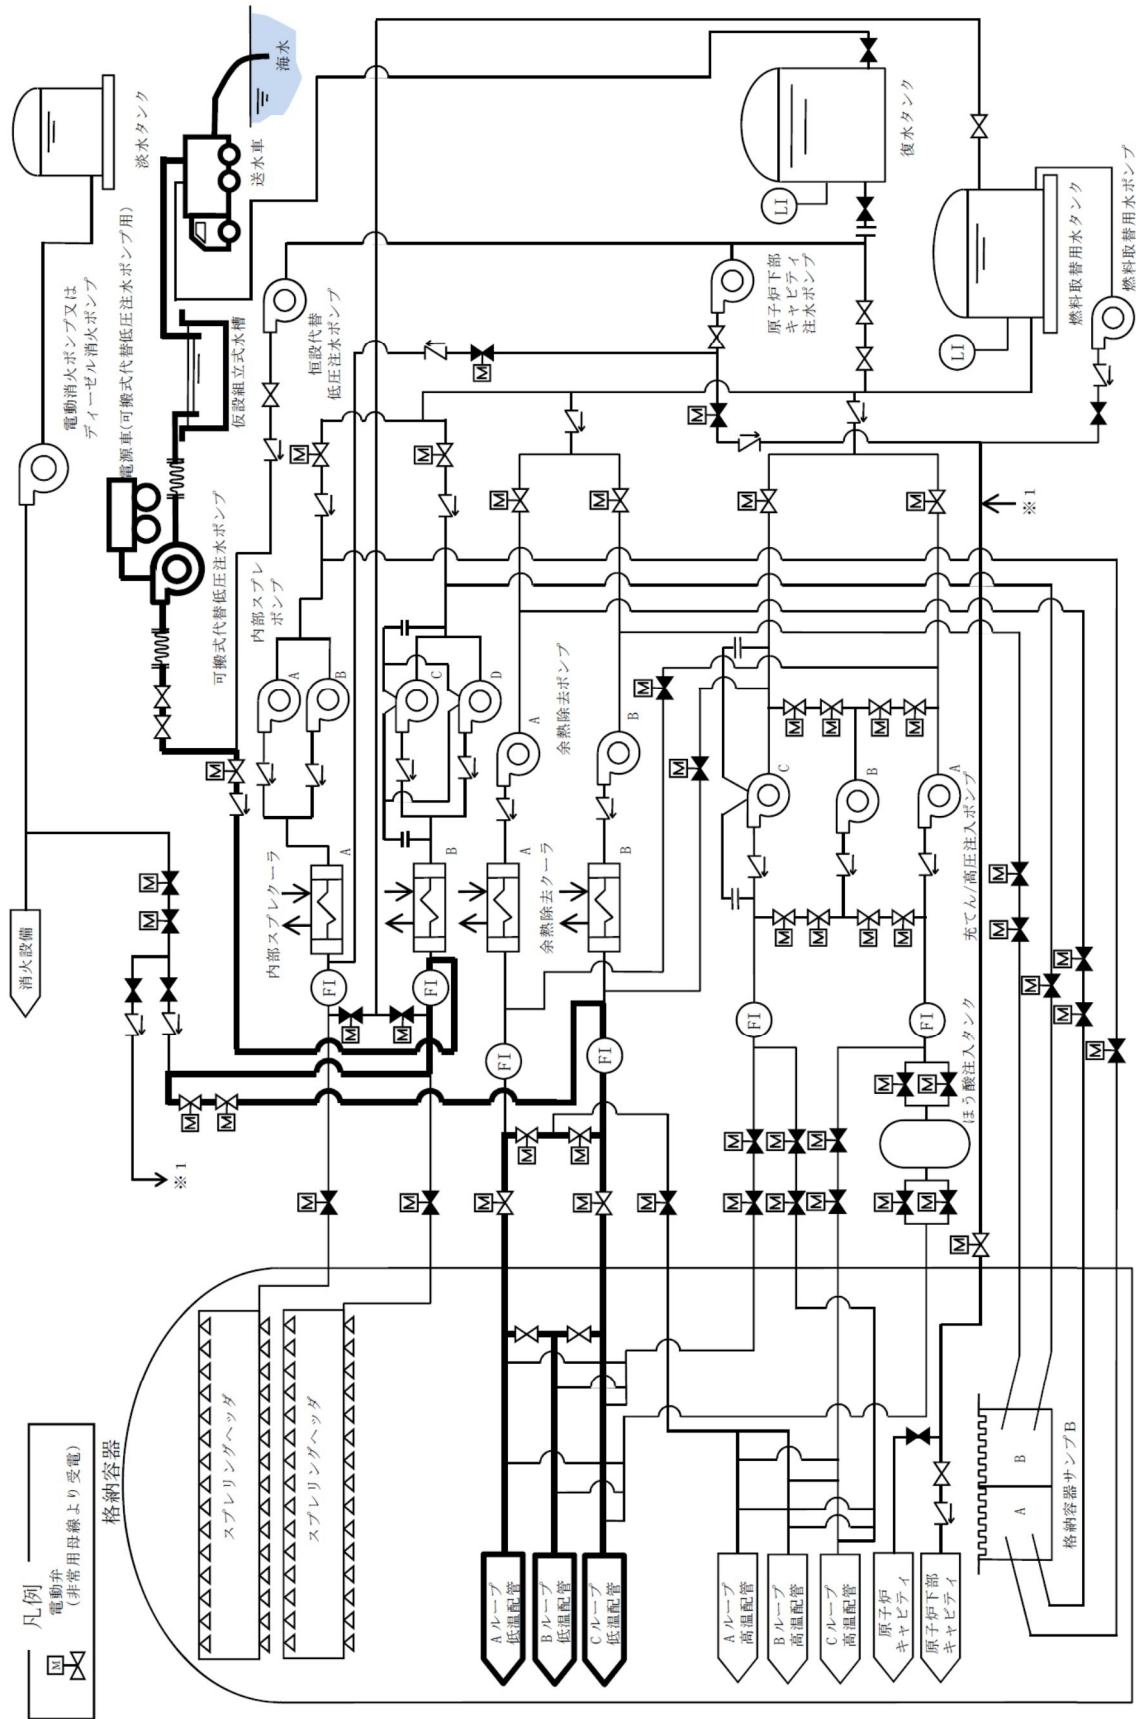 凡例
電動弁
(非常用母線より受電)
M
格納容器
消火設備
電動消火ポンプ又は
ディーゼル消火ポンプ
淡水タンク
電源車(可搬式代替低圧注水ポンプ用)
仮設組立式水槽
送水車
海水
可搬式代替低圧注水ポンプ
恒設代替
低圧注水ポンプ
内部スプレ
ポンプ
A
B
C
D
内部スプレクーラ
A
B
余熱除去ポンプ
A
B
余熱除去クーラ
A
B
原子炉下部
キャビティ
注水ポンプ
復水タンク
LI
燃料取替用水タンク
LI
燃料取替用水ポンプ
充てん/高圧注入ポンプ
C
B
A
ほう酸注入タンク
FI
FI
FI
FI
FI
FI
※1
※1
スプレリングヘッダ
スプレリングヘッダ
Aループ
低温配管
Bループ
低温配管
Cループ
低温配管
Aループ
高温配管
Bループ
高温配管
Cループ
高温配管
原子炉
キャビティ
原子炉下部
キャビティ
A
B
格納容器サンプB